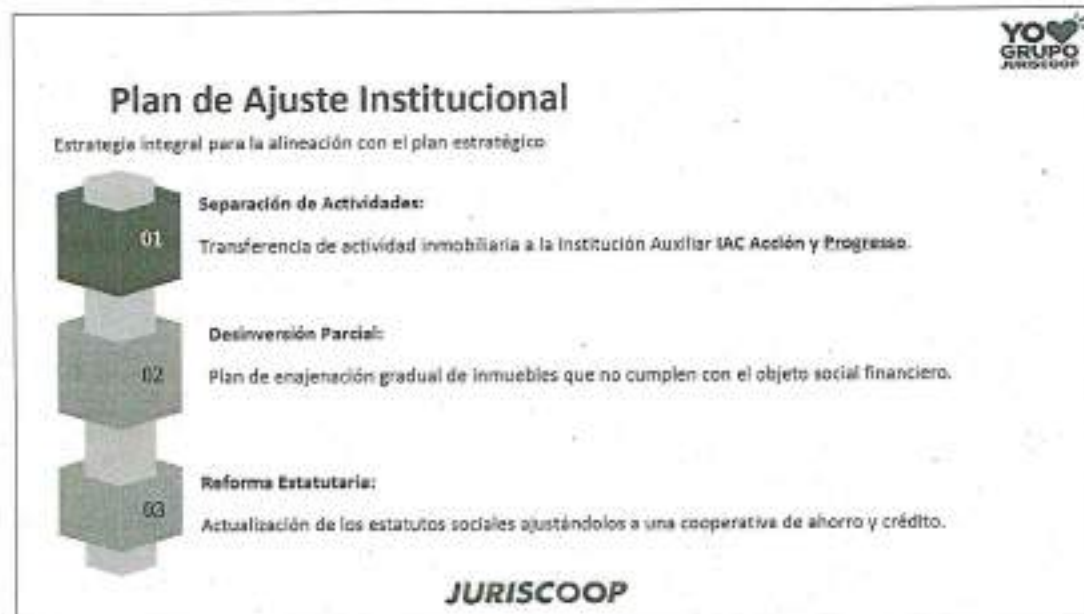 YO
GRUPO
JURISCOOP
Plan de Ajuste Institucional
Estrategia integral para la alineación con el plan estratégico
01
Separación de Actividades:
Transferencia de actividad inmobiliaria a la Institución Auxiliar IAC Acción y Progresso.
02
Desinversión Parcial:
Plan de enajenación gradual de inmuebles que no cumplen con el objeto social financiero.
03
Reforma Estatutaria:
Actualización de los estatutos sociales ajustándolos a una cooperativa de ahorro y crédito.
JURISCOOP